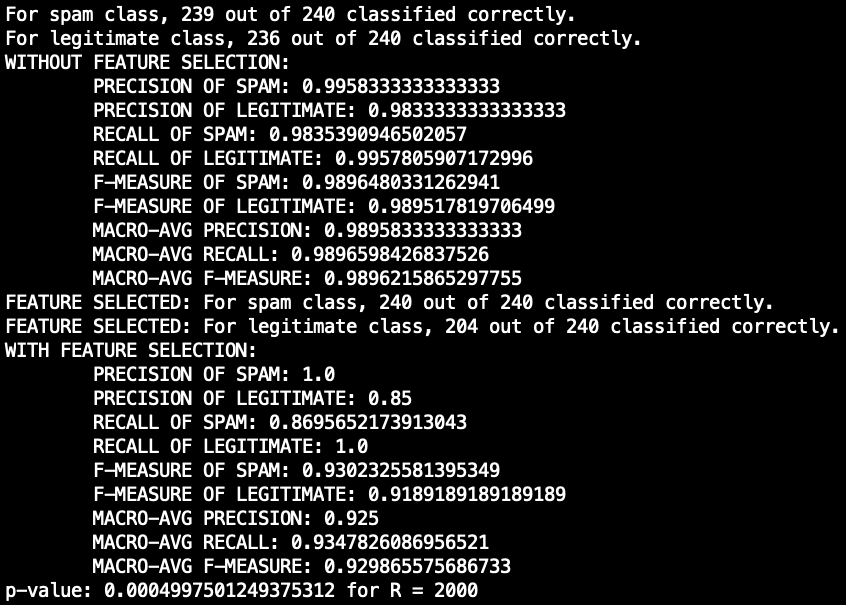 For spam class, 239 out of 240 classified correctly.
For legitimate class, 236 out of 240 classified correctly.
WITHOUT FEATURE SELECTION:
PRECISION OF SPAM: 0.9958333333333333
PRECISION OF LEGITIMATE: 0.9833333333333333
RECALL OF SPAM: 0.9835390946502057
RECALL OF LEGITIMATE: 0.9957805907172996
F-MEASURE OF SPAM: 0.9896480331262941
F-MEASURE OF LEGITIMATE: 0.989517819706499
MACRO-AVG PRECISION: 0.9895833333333333
MACRO-AVG RECALL: 0.9896598426837526
MACRO-AVG F-MEASURE: 0.9896215865297755
FEATURE SELECTED: For spam class, 240 out of 240 classified correctly.
FEATURE SELECTED: For legitimate class, 204 out of 240 classified correctly.
WITH FEATURE SELECTION:
PRECISION OF SPAM: 1.0
PRECISION OF LEGITIMATE: 0.85
RECALL OF SPAM: 0.8695652173913043
RECALL OF LEGITIMATE: 1.0
F-MEASURE OF SPAM: 0.9302325581395349
F-MEASURE OF LEGITIMATE: 0.9189189189189189
MACRO-AVG PRECISION: 0.925
MACRO-AVG RECALL: 0.9347826086956521
MACRO-AVG F-MEASURE: 0.929865575686733
p-value: 0.0004997501249375312 for R = 2000